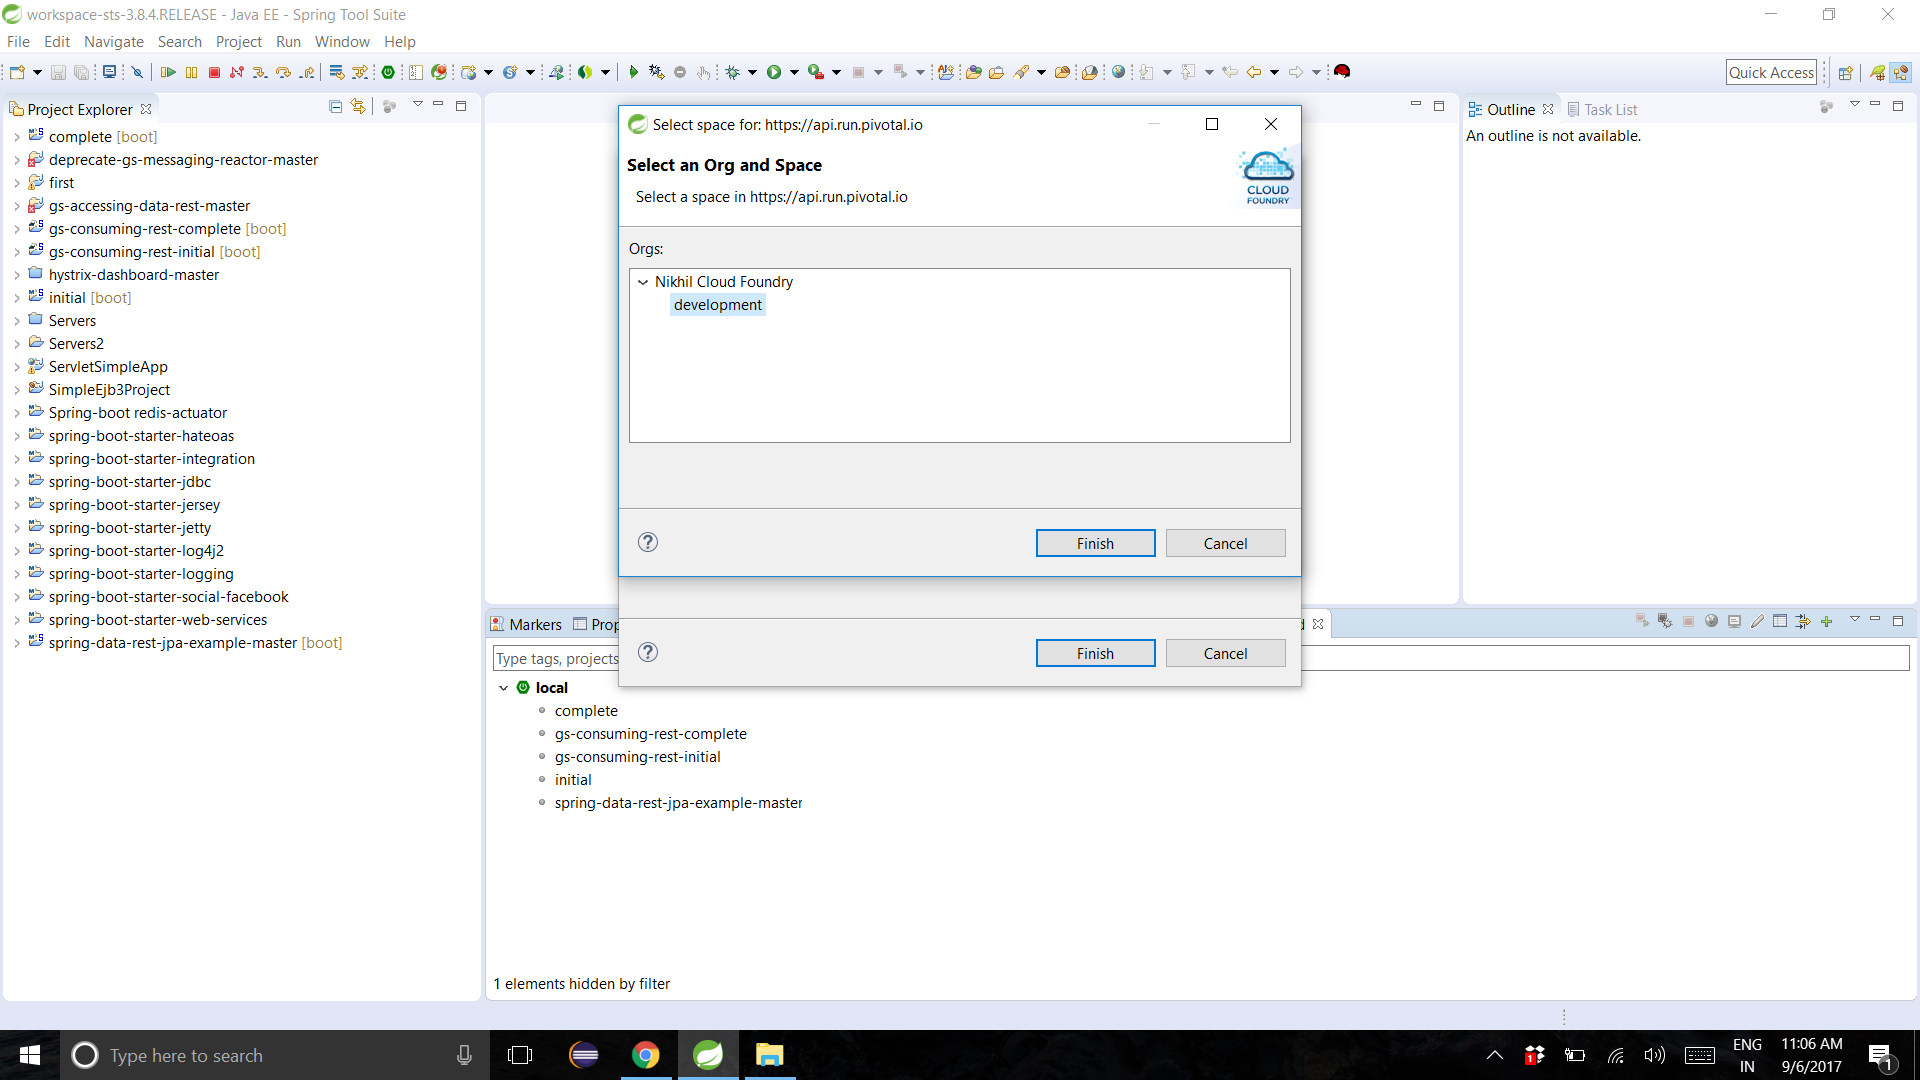 workspace-sts-3.8.4.RELEASE - Java EE - Spring Tool Suite
File Edit Navigate Search Project Run Window Help
Quick Access
Project Explorer
complete [boot]
deprecate-gs-messaging-reactor-master
first
gs-accessing-data-rest-master
gs-consuming-rest-complete [boot]
gs-consuming-rest-initial [boot]
hystrix-dashboard-master
initial [boot]
Servers
Servers2
ServletSimpleApp
SimpleEjb3Project
Spring-boot redis-actuator
spring-boot-starter-hateoas
spring-boot-starter-integration
spring-boot-starter-jdbc
spring-boot-starter-jersey
spring-boot-starter-jetty
spring-boot-starter-log4j2
spring-boot-starter-logging
spring-boot-starter-social-facebook
spring-boot-starter-web-services
spring-data-rest-jpa-example-master [boot]
Select space for: https://api.run.pivotal.io
Select an Org and Space
Select a space in https://api.run.pivotal.io
CLOUD
FOUNDRY
Orgs:
Nikhil Cloud Foundry
development
Finish Cancel
Finish Cancel
Outline Task List
An outline is not available.
Markers Prop
Type tags, projects
local
complete
gs-consuming-rest-complete
gs-consuming-rest-initial
initial
spring-data-rest-jpa-example-master
1 elements hidden by filter
Type here to search
ENG
IN
11:06 AM
9/6/2017
1